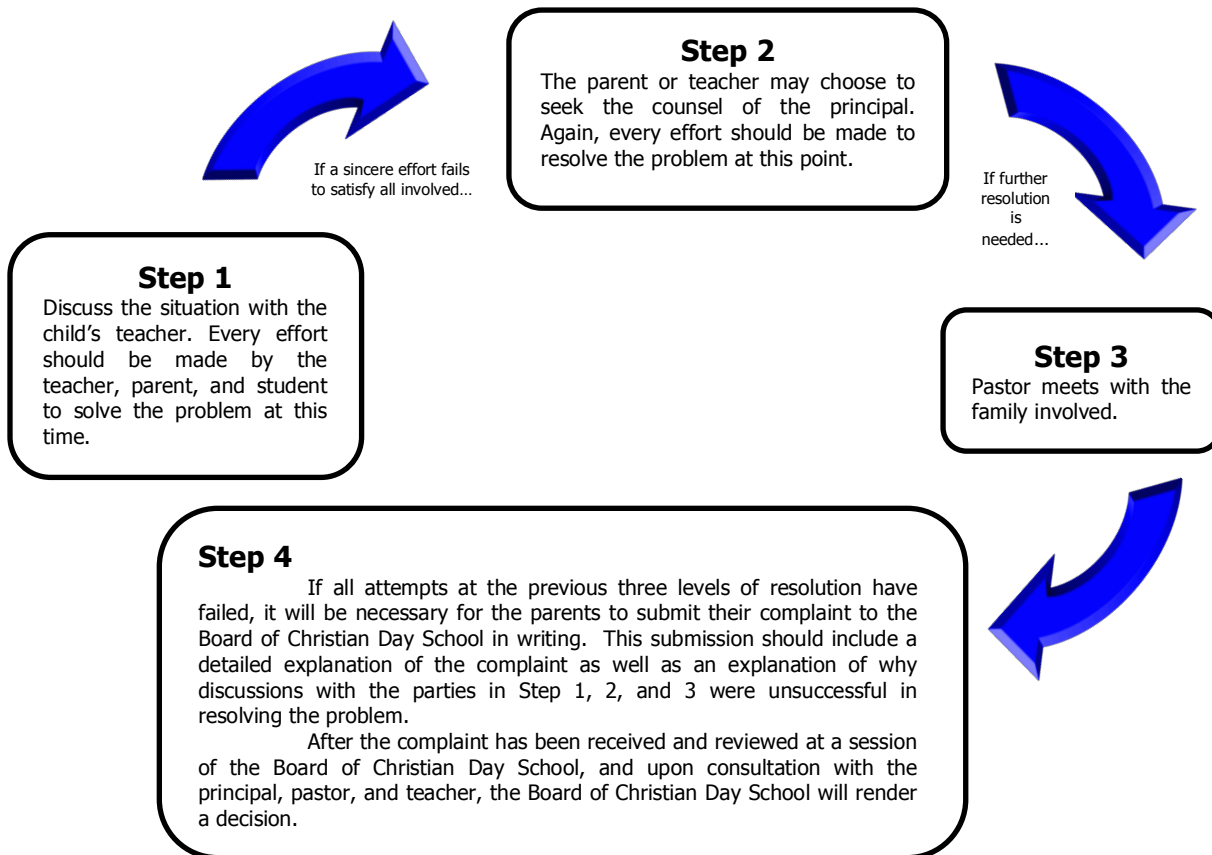 Step 1
Discuss the situation with the
child’s teacher. Every effort
should be made by the
teacher, parent, and student
to solve the problem at this
time.
If a sincere effort fails
to satisfy all involved…
Step 2
The parent or teacher may choose to
seek the counsel of the principal.
Again, every effort should be made to
resolve the problem at this point.
If further
resolution
is
needed…
Step 3
Pastor meets with the
family involved.
Step 4
If all attempts at the previous three levels of resolution have
failed, it will be necessary for the parents to submit their complaint to the
Board of Christian Day School in writing.  This submission should include a
detailed explanation of the complaint as well as an explanation of why
discussions with the parties in Step 1, 2, and 3 were unsuccessful in
resolving the problem.
After the complaint has been received and reviewed at a session
of the Board of Christian Day School, and upon consultation with the
principal, pastor, and teacher, the Board of Christian Day School will render
a decision.